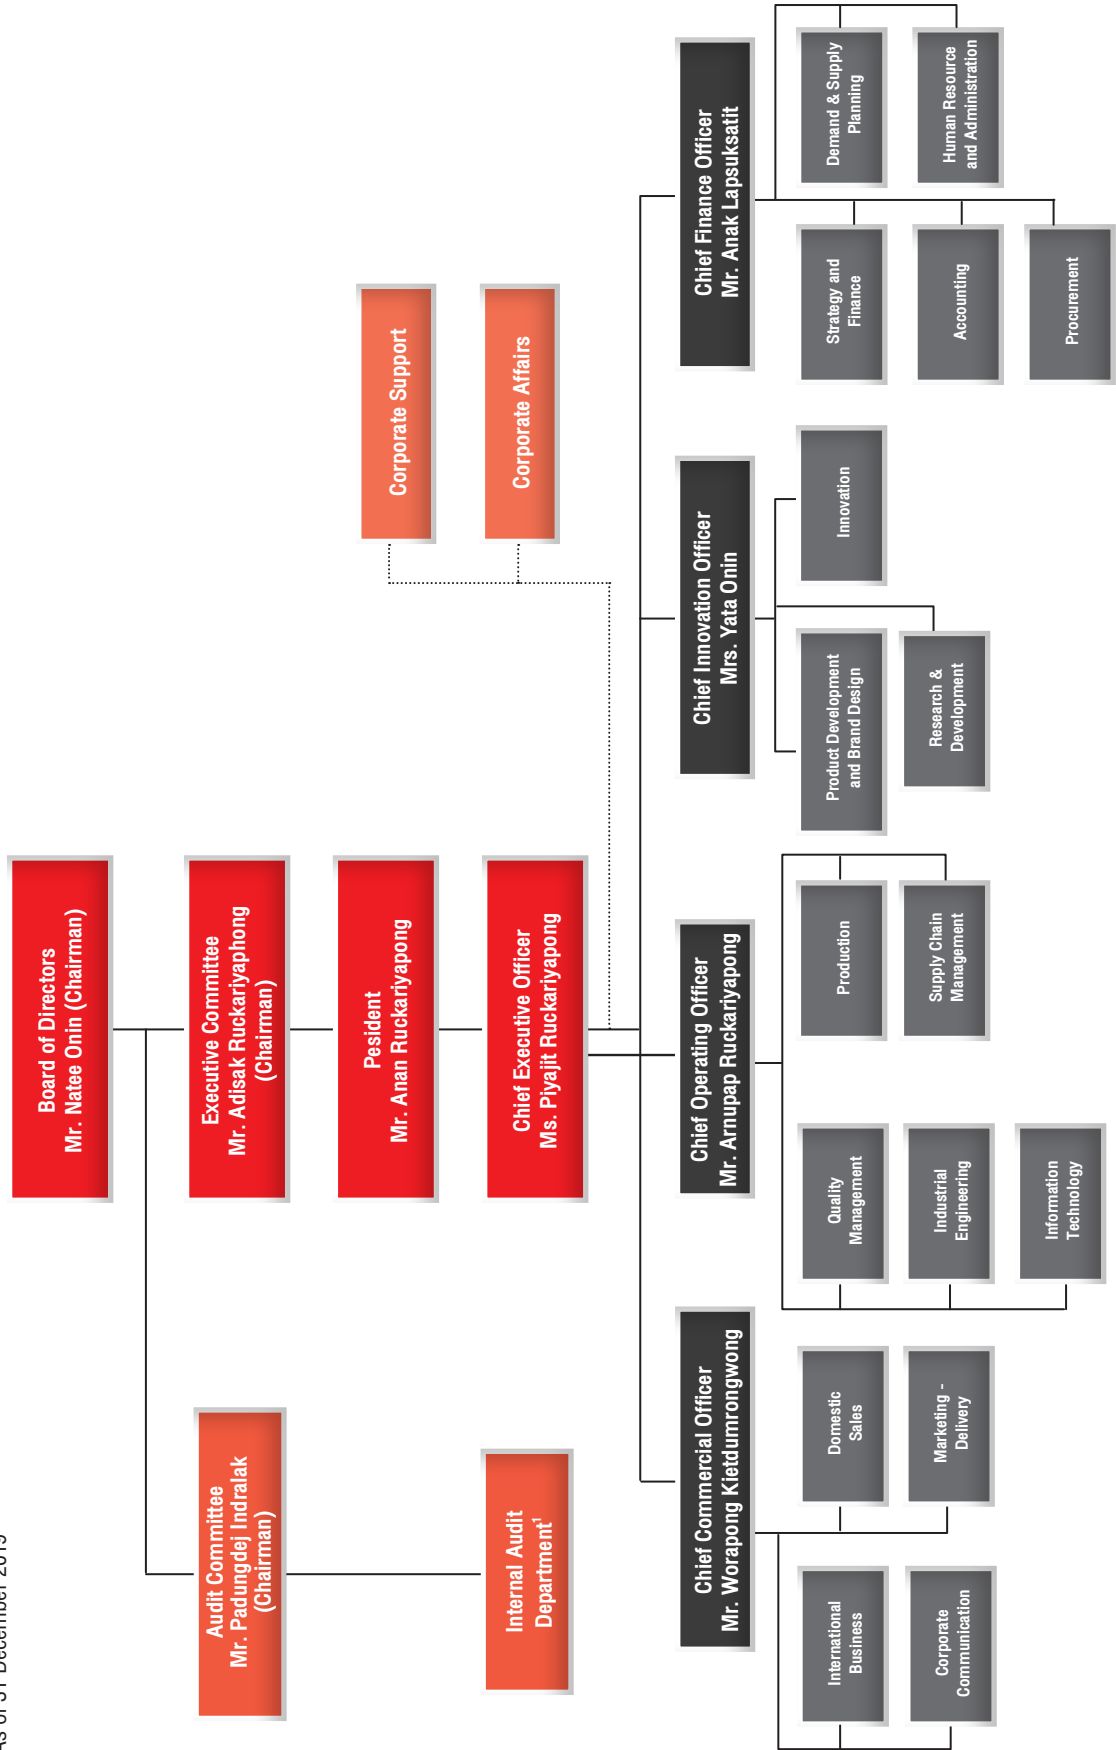 As of 31 December 2019
Board of Directors
Mr. Natee Onin (Chairman)
Audit Committee
Mr. Padungdej Indralak
(Chairman)
Executive Committee
Mr. Adisak Ruckariyaphong
(Chairman)
Pesident
Mr. Anan Ruckariyapong
Corporate Support
Internal Audit
Department¹
Chief Executive Officer
Ms. Piyajit Ruckariyapong
Corporate Affairs
Chief Commercial Officer
Mr. Worapong Kietdumrongwong
Chief Operating Officer
Mr. Arnupap Ruckariyapong
Chief Innovation Officer
Mrs. Yata Onin
Chief Finance Officer
Mr. Anak Lapsuksatit
International
Business
Domestic
Sales
Quality
Management
Production
Product Development
and Brand Design
Innovation
Strategy and
Finance
Demand & Supply
Planning
Corporate
Communication
Marketing -
Delivery
Industrial
Engineering
Supply Chain
Management
Research &
Development
Accounting
Human Resource
and Administration
Information
Technology
Procurement